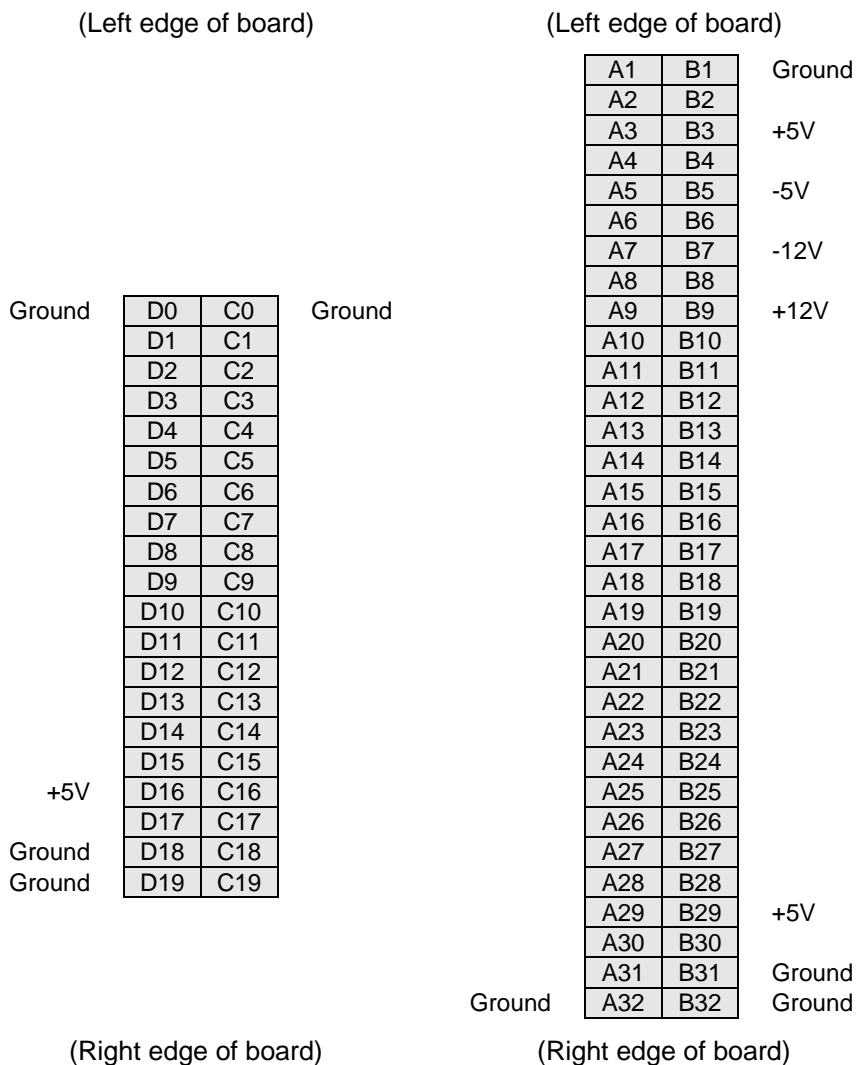 (Left edge of board) (Left edge of board)
A1 B1 Ground
A2 B2
A3 B3 +5V
A4 B4
A5 B5 -5V
A6 B6
A7 B7 -12V
A8 B8
Ground D0 C0 Ground A9 B9 +12V
D1 C1 A10 B10
D2 C2 A11 B11
D3 C3 A12 B12
D4 C4 A13 B13
D5 C5 A14 B14
D6 C6 A15 B15
D7 C7 A16 B16
D8 C8 A17 B17
D9 C9 A18 B18
D10 C10 A19 B19
D11 C11 A20 B20
D12 C12 A21 B21
D13 C13 A22 B22
D14 C14 A23 B23
D15 C15 A24 B24
+5V D16 C16 A25 B25
D17 C17 A26 B26
Ground D18 C18 A27 B27
Ground D19 C19 A28 B28
A29 B29 +5V
A30 B30
A31 B31 Ground
Ground A32 B32 Ground
(Right edge of board) (Right edge of board)